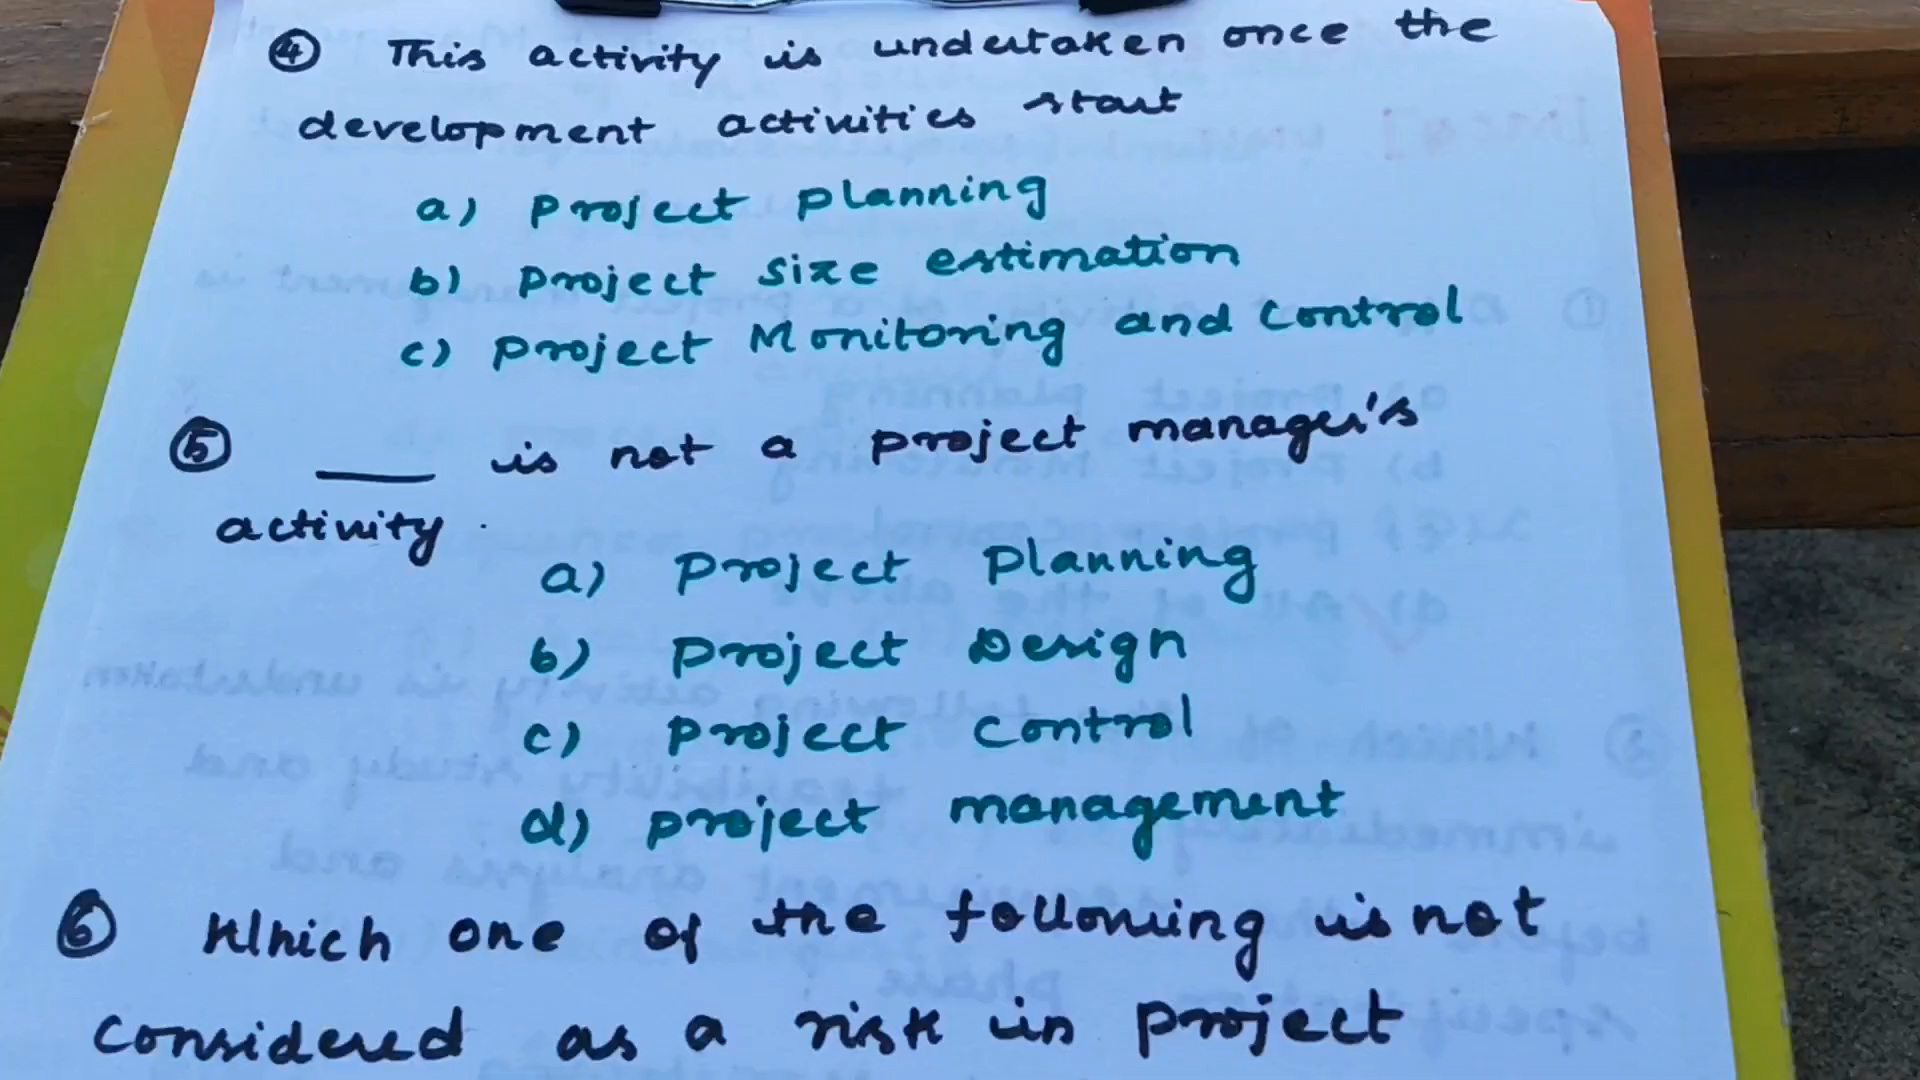 ④ This activity is undertaken once the
development activities start
a) Project Planning
b) Project Size estimation
c) Project Monitoring and Control
⑤ ____ is not a project manager's
activity.
a) Project Planning
b) Project Design
c) Project Control
d) project management
⑥ Which one of the following is not
considered as a risk in project